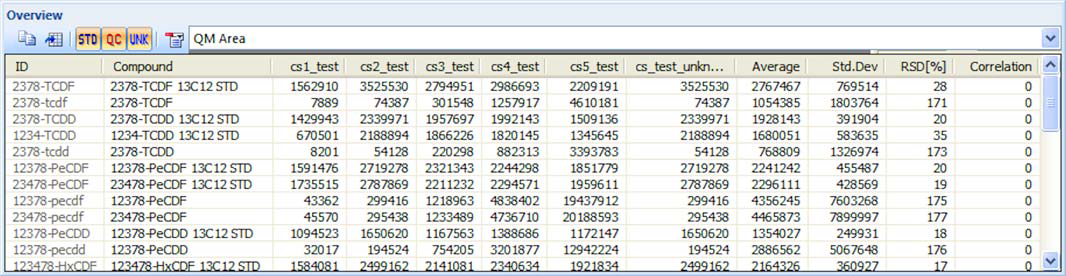 Overview
STD QC UNK QM Area
ID Compound cs1_test cs2_test cs3_test cs4_test cs5_test cs_test_unkn... Average Std.Dev RSD[%] Correlation
2378-TCDF 2378-TCDF 13C12 STD 1562910 3525530 2794951 2986693 2209191 3525530 2767467 769514 28 0
2378-tcdf 2378-TCDF 7889 74387 301548 1257917 4610181 74387 1054385 1803764 171 0
2378-TCDD 2378-TCDD 13C12 STD 1429943 2339971 1957697 1992143 1509136 2339971 1928143 391904 20 0
1234-TCDD 1234-TCDD 13C12 STD 670501 2188894 1866226 1820145 1345645 2188894 1680051 583635 35 0
2378-tcdd 2378-TCDD 8201 54128 220298 882313 3393783 54128 768809 1326974 173 0
12378-PeCDF 12378-PeCDF 13C12 STD 1591476 2719278 2321343 2244298 1851779 2719278 2241242 455487 20 0
23478-PeCDF 23478-PeCDF 13C12 STD 1735515 2787869 2211232 2294571 1959611 2787869 2296111 428569 19 0
12378-pecdf 12378-PeCDF 43362 299416 1218963 4838402 19437912 299416 4356245 7603268 175 0
23478-pecdf 23478-PeCDF 45570 295438 1233489 4736710 20188593 295438 4465873 7899997 177 0
12378-PeCDD 12378-PeCDD 13C12 STD 1094523 1650620 1167563 1388686 1172147 1650620 1354027 249931 18 0
12378-pecdd 12378-PeCDD 32017 194524 754205 3201877 12942224 194524 2886562 5067648 176 0
123478-HxCDF 123478-HxCDF 13C12 STD 1584081 2499162 2141081 2340634 1921834 2499162 2164326 360927 17 0